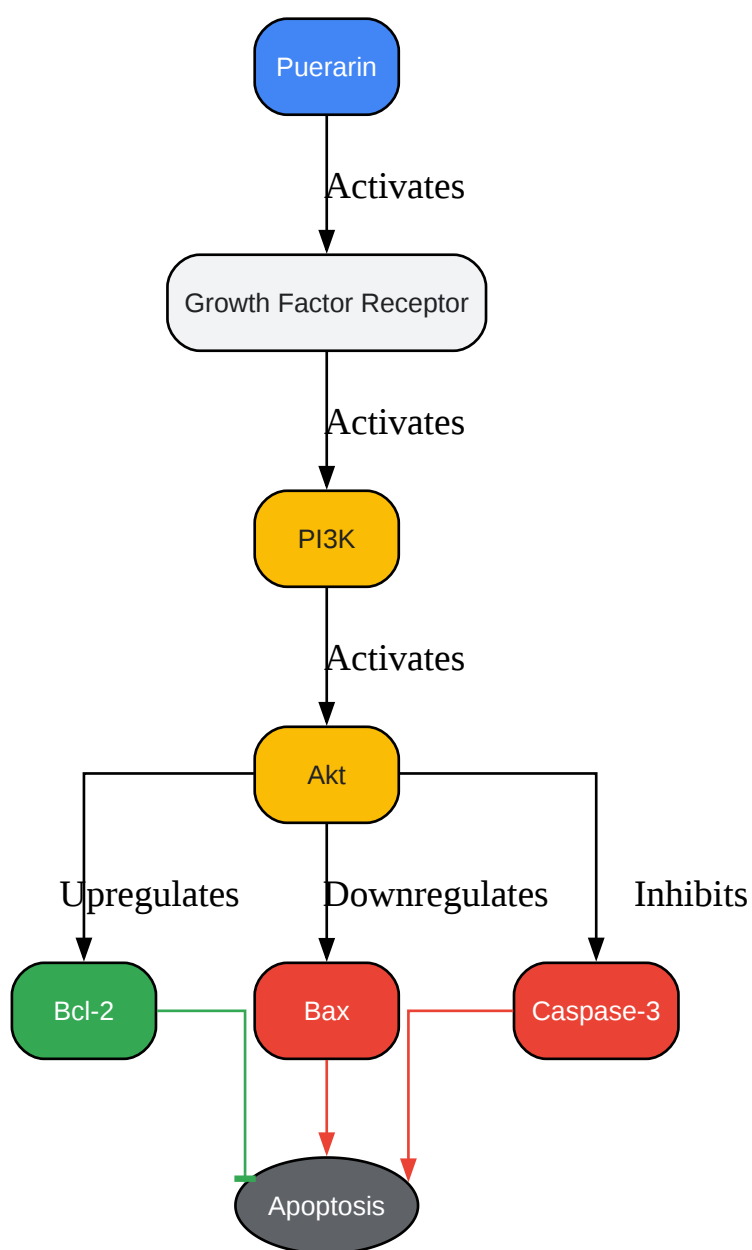 Puerarin
Activates
Growth Factor Receptor
Activates
PI3K
Activates
Akt
Upregulates
Downregulates
Inhibits
Bcl-2
Bax
Caspase-3
Apoptosis